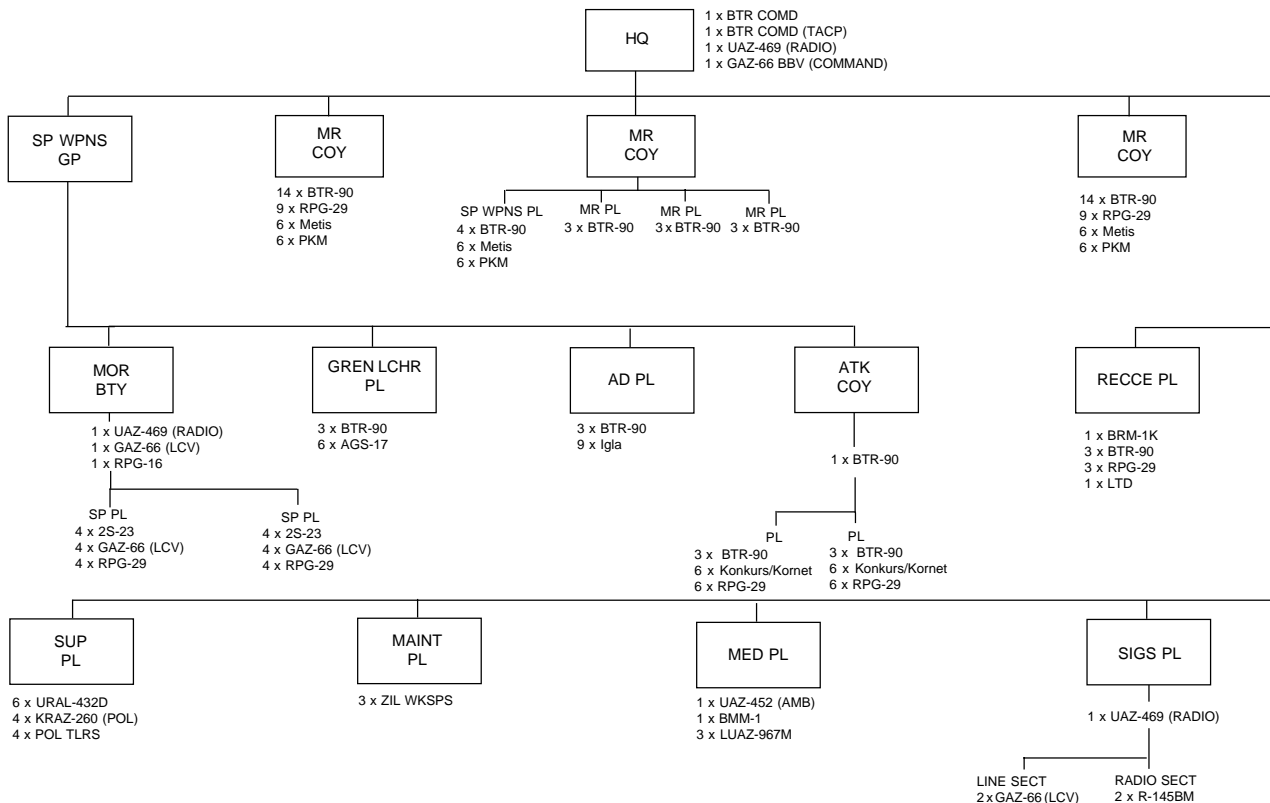 HQ
1 x BTR COMD
1 x BTR COMD (TACP)
1 x UAZ-469 (RADIO)
1 x GAZ-66 BBV (COMMAND)
SP WPNS
GP
MR
COY
14 x BTR-90
9 x RPG-29
6 x Metis
6 x PKM
MR
COY
SP WPNS PL
4 x BTR-90
6 x Metis
6 x PKM
MR PL
3 x BTR-90
MR PL
3 x BTR-90
MR PL
3 x BTR-90
MR
COY
14 x BTR-90
9 x RPG-29
6 x Metis
6 x PKM
MOR
BTY
1 x UAZ-469 (RADIO)
1 x GAZ-66 (LCV)
1 x RPG-16
SP PL
4 x 2S-23
4 x GAZ-66 (LCV)
4 x RPG-29
SP PL
4 x 2S-23
4 x GAZ-66 (LCV)
4 x RPG-29
GREN LCHR
PL
3 x BTR-90
6 x AGS-17
AD PL
3 x BTR-90
9 x Igla
ATK
COY
1 x BTR-90
PL
3 x BTR-90
6 x Konkurs/Kornet
6 x RPG-29
PL
3 x BTR-90
6 x Konkurs/Kornet
6 x RPG-29
RECCE PL
1 x BRM-1K
3 x BTR-90
3 x RPG-29
1 x LTD
SUP
PL
6 x URAL-432D
4 x KRAZ-260 (POL)
4 x POL TLRS
MAINT
PL
3 x ZIL WKSPS
MED PL
1 x UAZ-452 (AMB)
1 x BMM-1
3 x LUAZ-967M
SIGS PL
1 x UAZ-469 (RADIO)
LINE SECT
2 x GAZ-66 (LCV)
RADIO SECT
2 x R-145BM